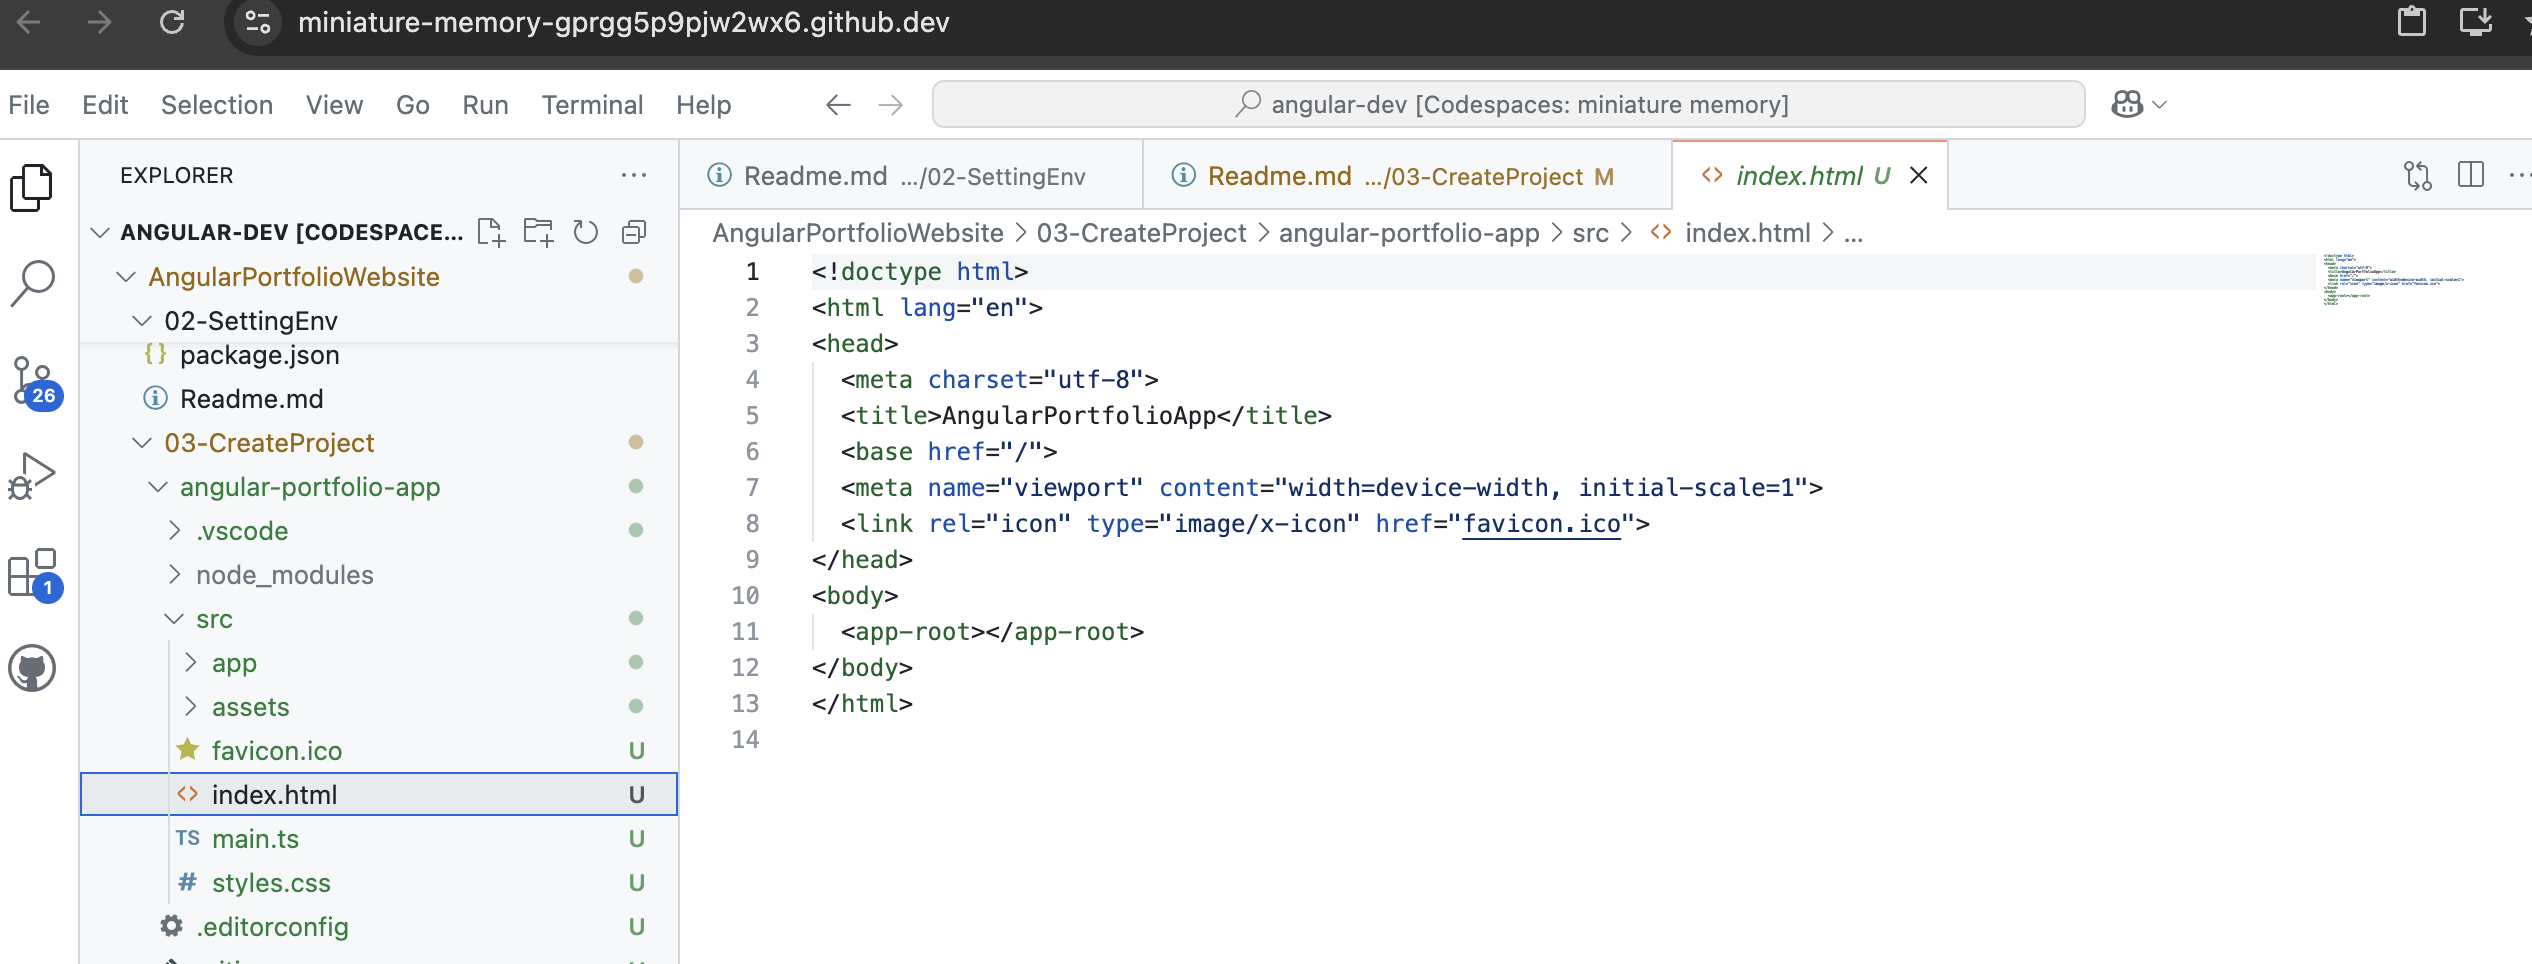 miniature-memory-gprgg5p9pjw2wx6.github.dev
File Edit Selection View Go Run Terminal Help
angular-dev [Codespaces: miniature memory]
EXPLORER
ANGULAR-DEV [CODESPACE...
AngularPortfolioWebsite
02-SettingEnv
{} package.json
Readme.md
03-CreateProject
angular-portfolio-app
.vscode
node_modules
src
app
assets
favicon.ico U
<> index.html U
TS main.ts U
# styles.css U
.editorconfig U
26
1
Readme.md .../02-SettingEnv
Readme.md .../03-CreateProject M
<> index.html U
AngularPortfolioWebsite > 03-CreateProject > angular-portfolio-app > src > <> index.html > ...
1 <!doctype html>
2 <html lang="en">
3 <head>
4 <meta charset="utf-8">
5 <title>AngularPortfolioApp</title>
6 <base href="/">
7 <meta name="viewport" content="width=device-width, initial-scale=1">
8 <link rel="icon" type="image/x-icon" href="favicon.ico">
9 </head>
10 <body>
11 <app-root></app-root>
12 </body>
13 </html>
14